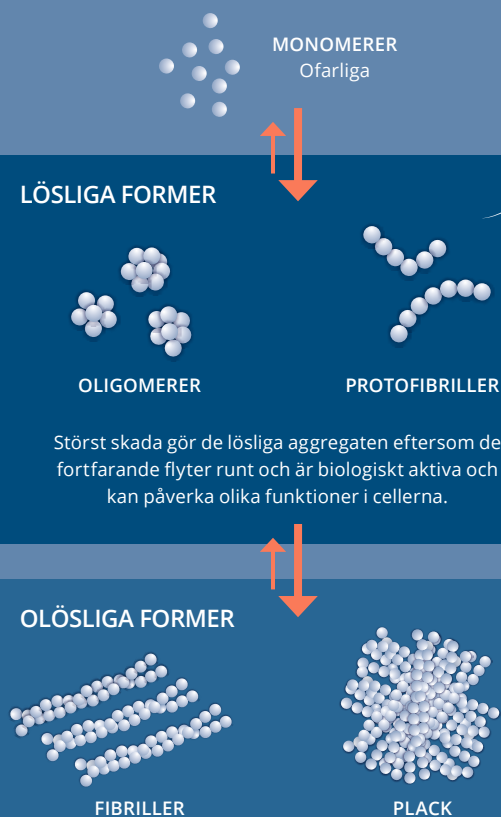 MONOMERER
Ofarliga
LÖSLIGA FORMER
OLIGOMERER
PROTOFIBRILLER
Störst skada gör de lösliga aggregaten eftersom de
fortfarande flyter runt och är biologiskt aktiva och
kan påverka olika funktioner i cellerna.
OLÖSLIGA FORMER
FIBRILLER
PLACK